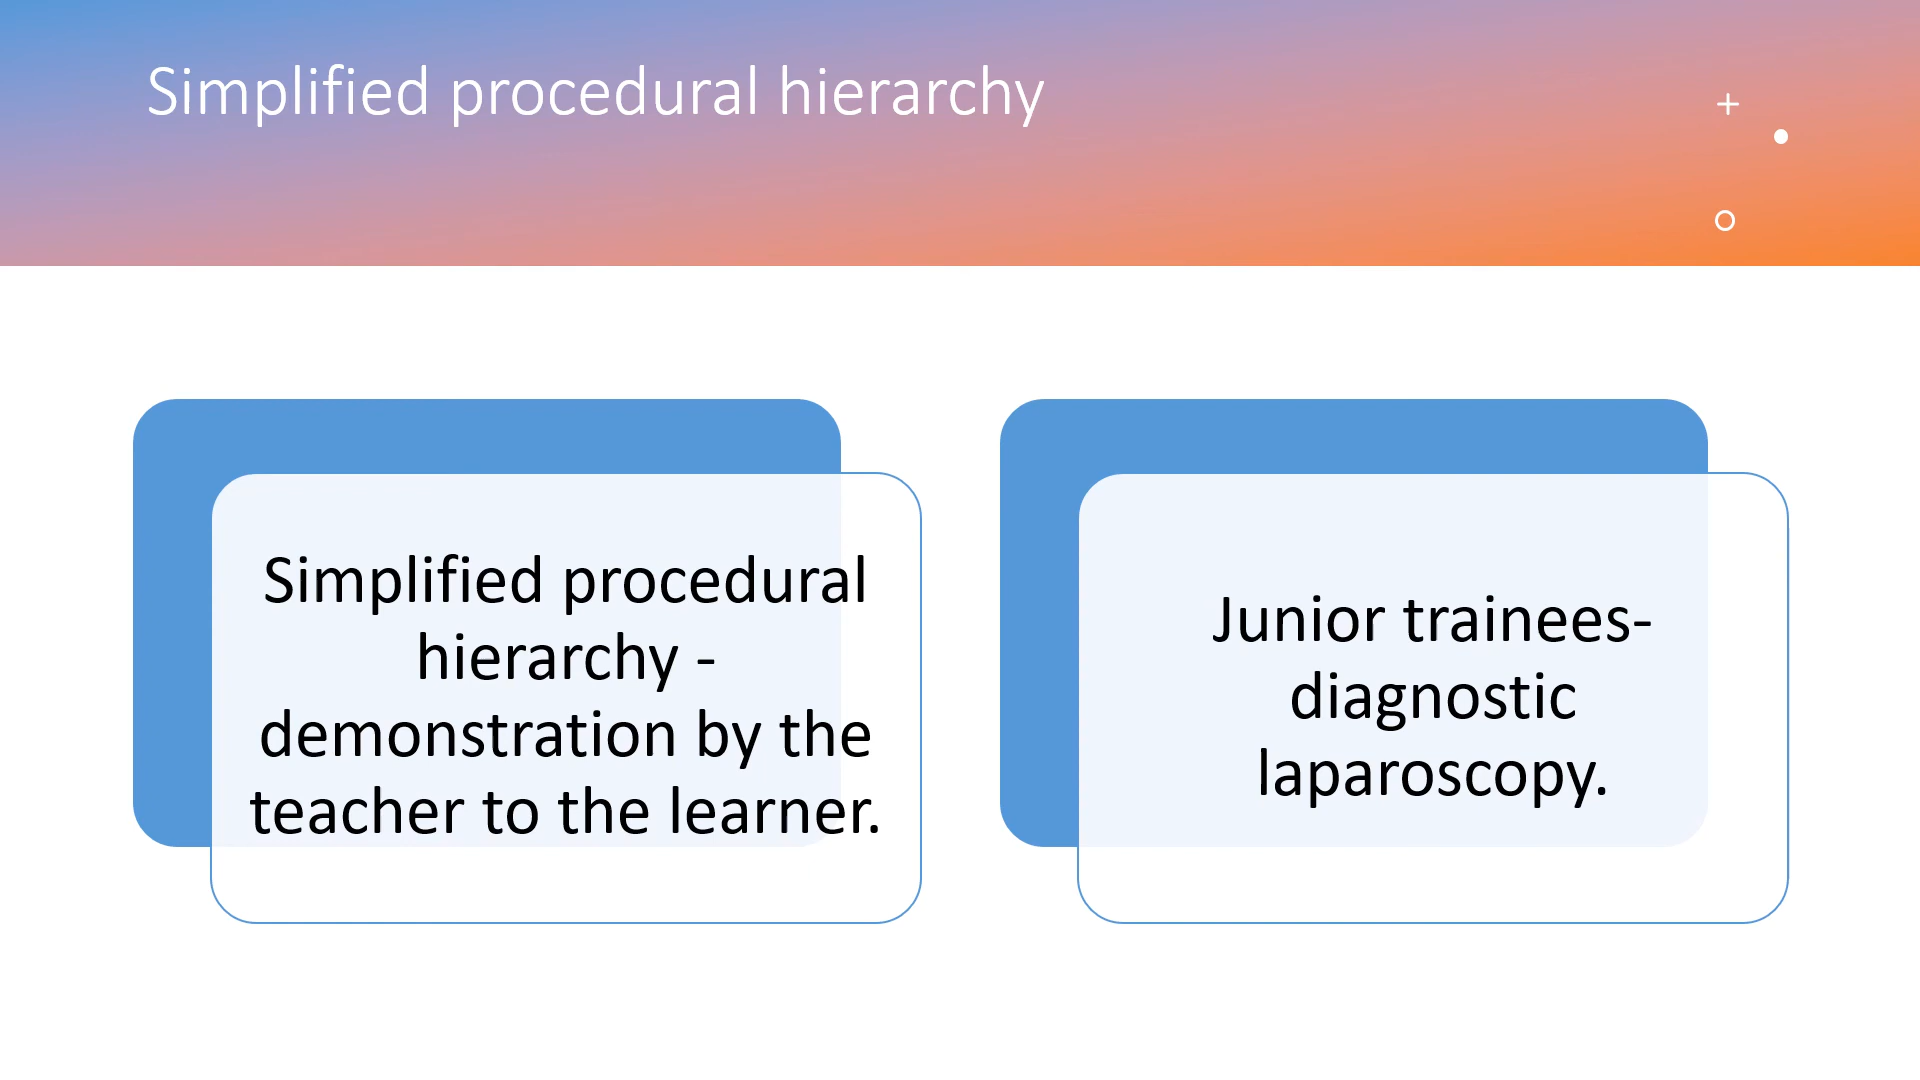 Simplified procedural hierarchy
Simplified procedural
hierarchy -
demonstration by the
teacher to the learner.
Junior trainees-
diagnostic
laparoscopy.